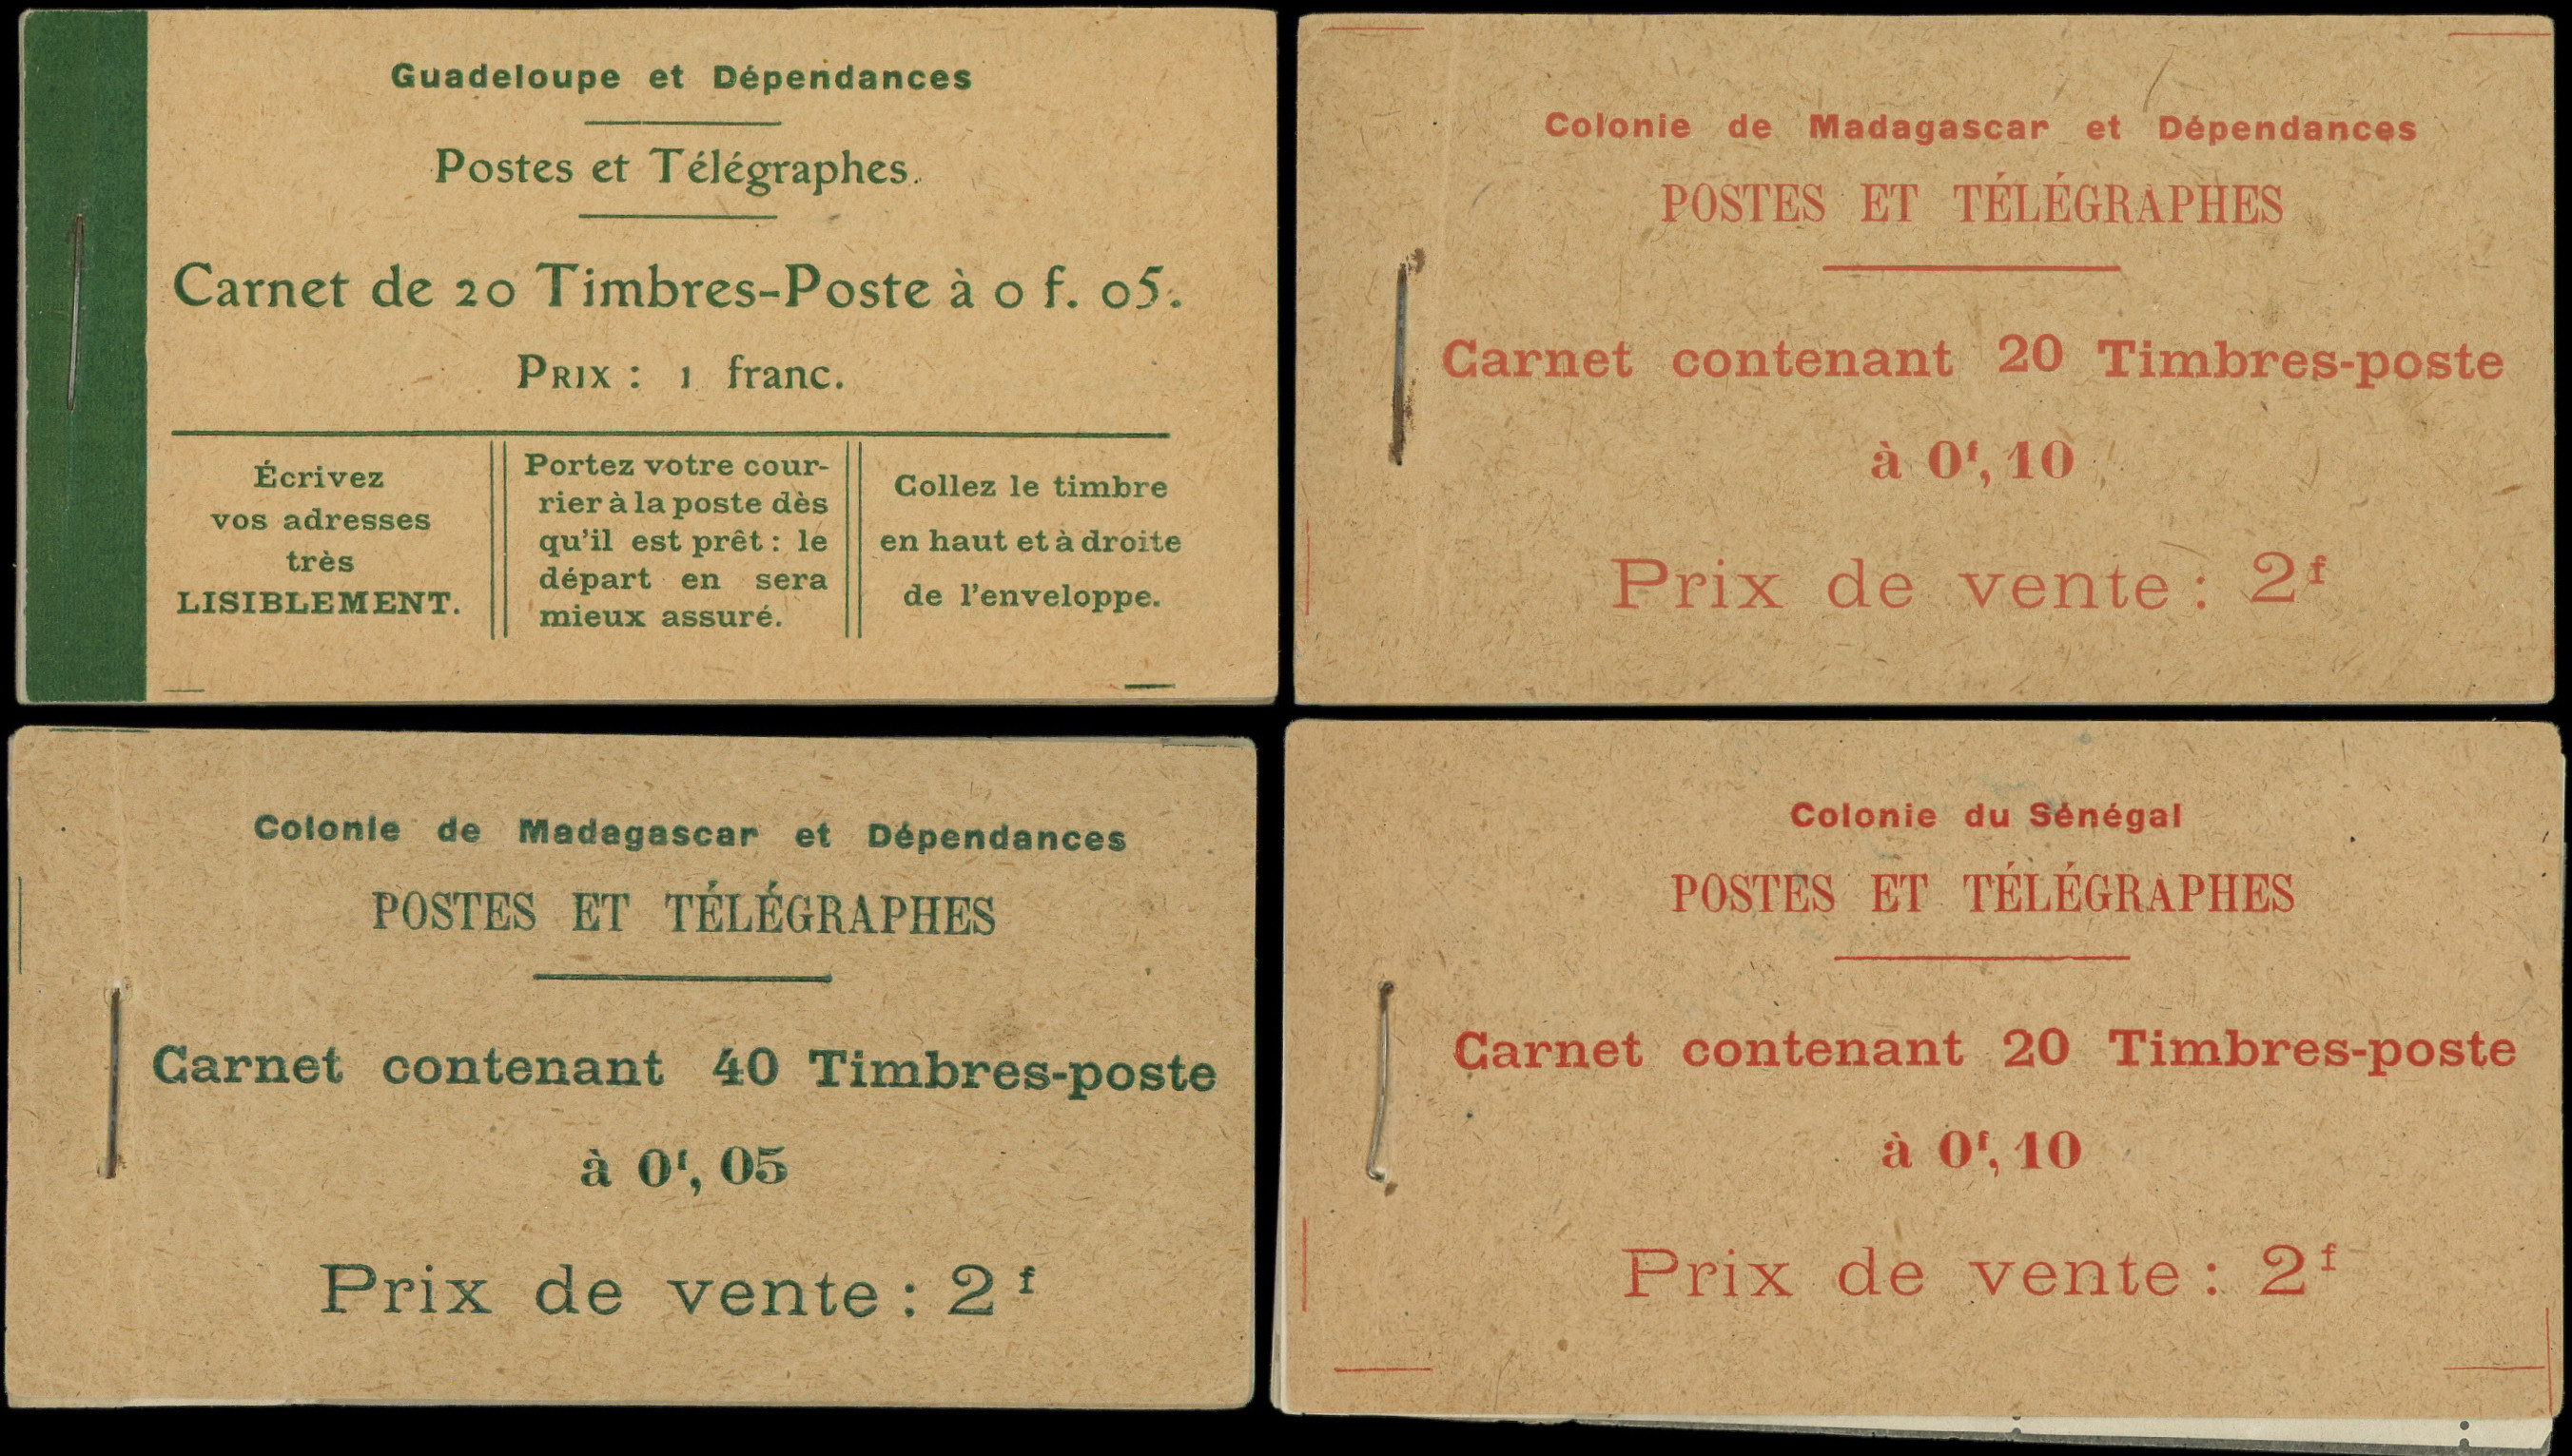 Guadeloupe et Dépendances
Postes et Télégraphes.
Carnet de 20 Timbres-Poste à 0 f. 05.
PRIX : 1 franc.
Écrivez
vos adresses
très
LISIBLEMENT.
Portez votre cour-
rier à la poste dès
qu'il est prêt : le
départ en sera
mieux assuré.
Collez le timbre
en haut et à droite
de l'enveloppe.
Colonie de Madagascar et Dépendances
POSTES ET TÉLÉGRAPHES
Carnet contenant 20 Timbres-poste
à 0f, 10
Prix de vente : 2f
Colonie de Madagascar et Dépendances
POSTES ET TÉLÉGRAPHES
Carnet contenant 40 Timbres-poste
à 0f, 05
Prix de vente : 2f
Colonie du Sénégal
POSTES ET TÉLÉGRAPHES
Carnet contenant 20 Timbres-poste
à 0f, 10
Prix de vente : 2f